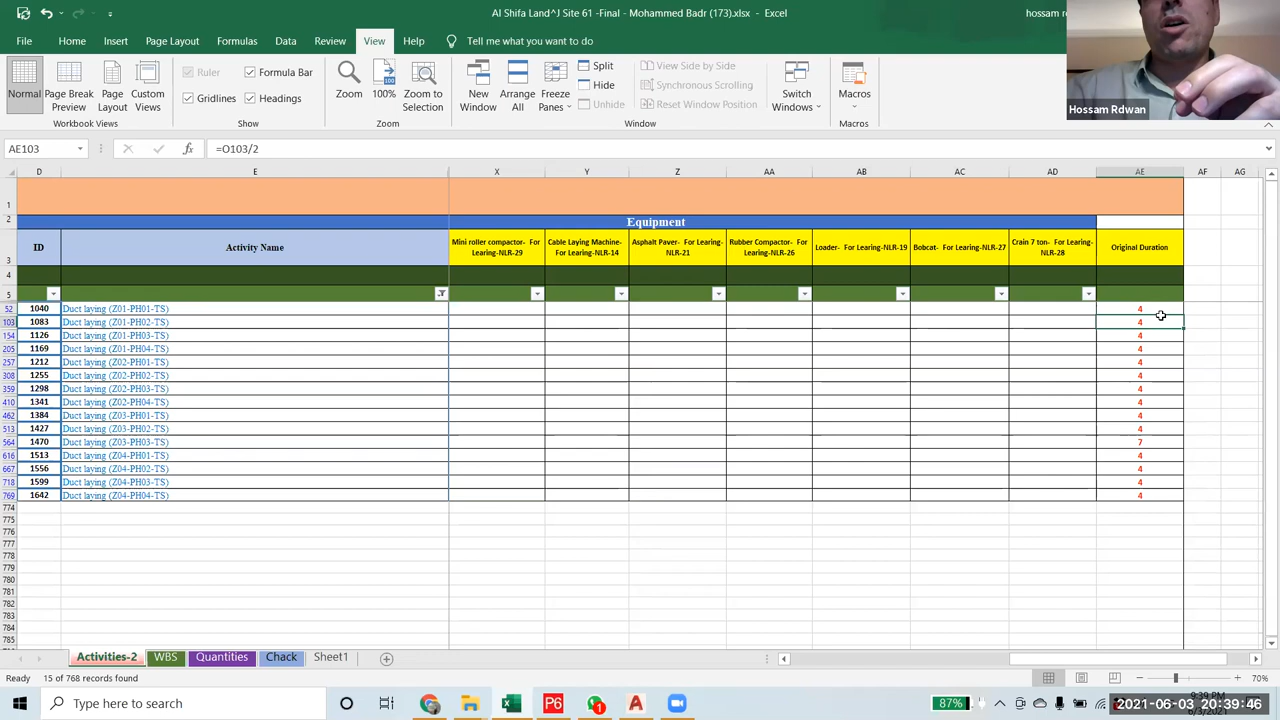 Al Shifa Land^J Site 61 -Final - Mohammed Badr (173).xlsx - Excel
hossam r
File Home Insert Page Layout Formulas Data Review View Help Tell me what you want to do
Normal
Page Break Preview
Page Layout
Custom Views
Workbook Views
Ruler
Formula Bar
Gridlines
Headings
Show
Zoom
100%
Zoom to Selection
Zoom
New Window
Arrange All
Freeze Panes
Split
Hide
Unhide
View Side by Side
Synchronous Scrolling
Reset Window Position
Window
Switch Windows
Macros
Macros
Hossam Rdwan
AE103 =O103/2
D E X Y Z AA AB AC AD AE AF AG
1
2 Equipment
3 ID Activity Name Mini roller compactor- For Learing-NLR-29 Cable Laying Machine- For Learing-NLR-14 Asphalt Paver- For Learing-NLR-21 Rubber Compactor- For Learing-NLR-26 Loader- For Learing-NLR-19 Bobcat- For Learing-NLR-27 Crain 7 ton- For Learing-NLR-28 Original Duration
4
5
52 1040 Duct laying (Z01-PH01-TS) 4
103 1083 Duct laying (Z01-PH02-TS) 4
154 1126 Duct laying (Z01-PH03-TS) 4
205 1169 Duct laying (Z01-PH04-TS) 4
257 1212 Duct laying (Z02-PH01-TS) 4
308 1255 Duct laying (Z02-PH02-TS) 4
359 1298 Duct laying (Z02-PH03-TS) 4
410 1341 Duct laying (Z02-PH04-TS) 4
462 1384 Duct laying (Z03-PH01-TS) 4
513 1427 Duct laying (Z03-PH02-TS) 4
564 1470 Duct laying (Z03-PH03-TS) 7
616 1513 Duct laying (Z04-PH01-TS) 4
667 1556 Duct laying (Z04-PH02-TS) 4
718 1599 Duct laying (Z04-PH03-TS) 4
769 1642 Duct laying (Z04-PH04-TS) 4
774
775
776
777
778
779
780
781
782
783
784
785
Activities-2 WBS Quantities Chack Sheet1
Ready 15 of 768 records found 70%
Type here to search
P6
1
87%
9:39 PM
2021-06-03 20:39:46